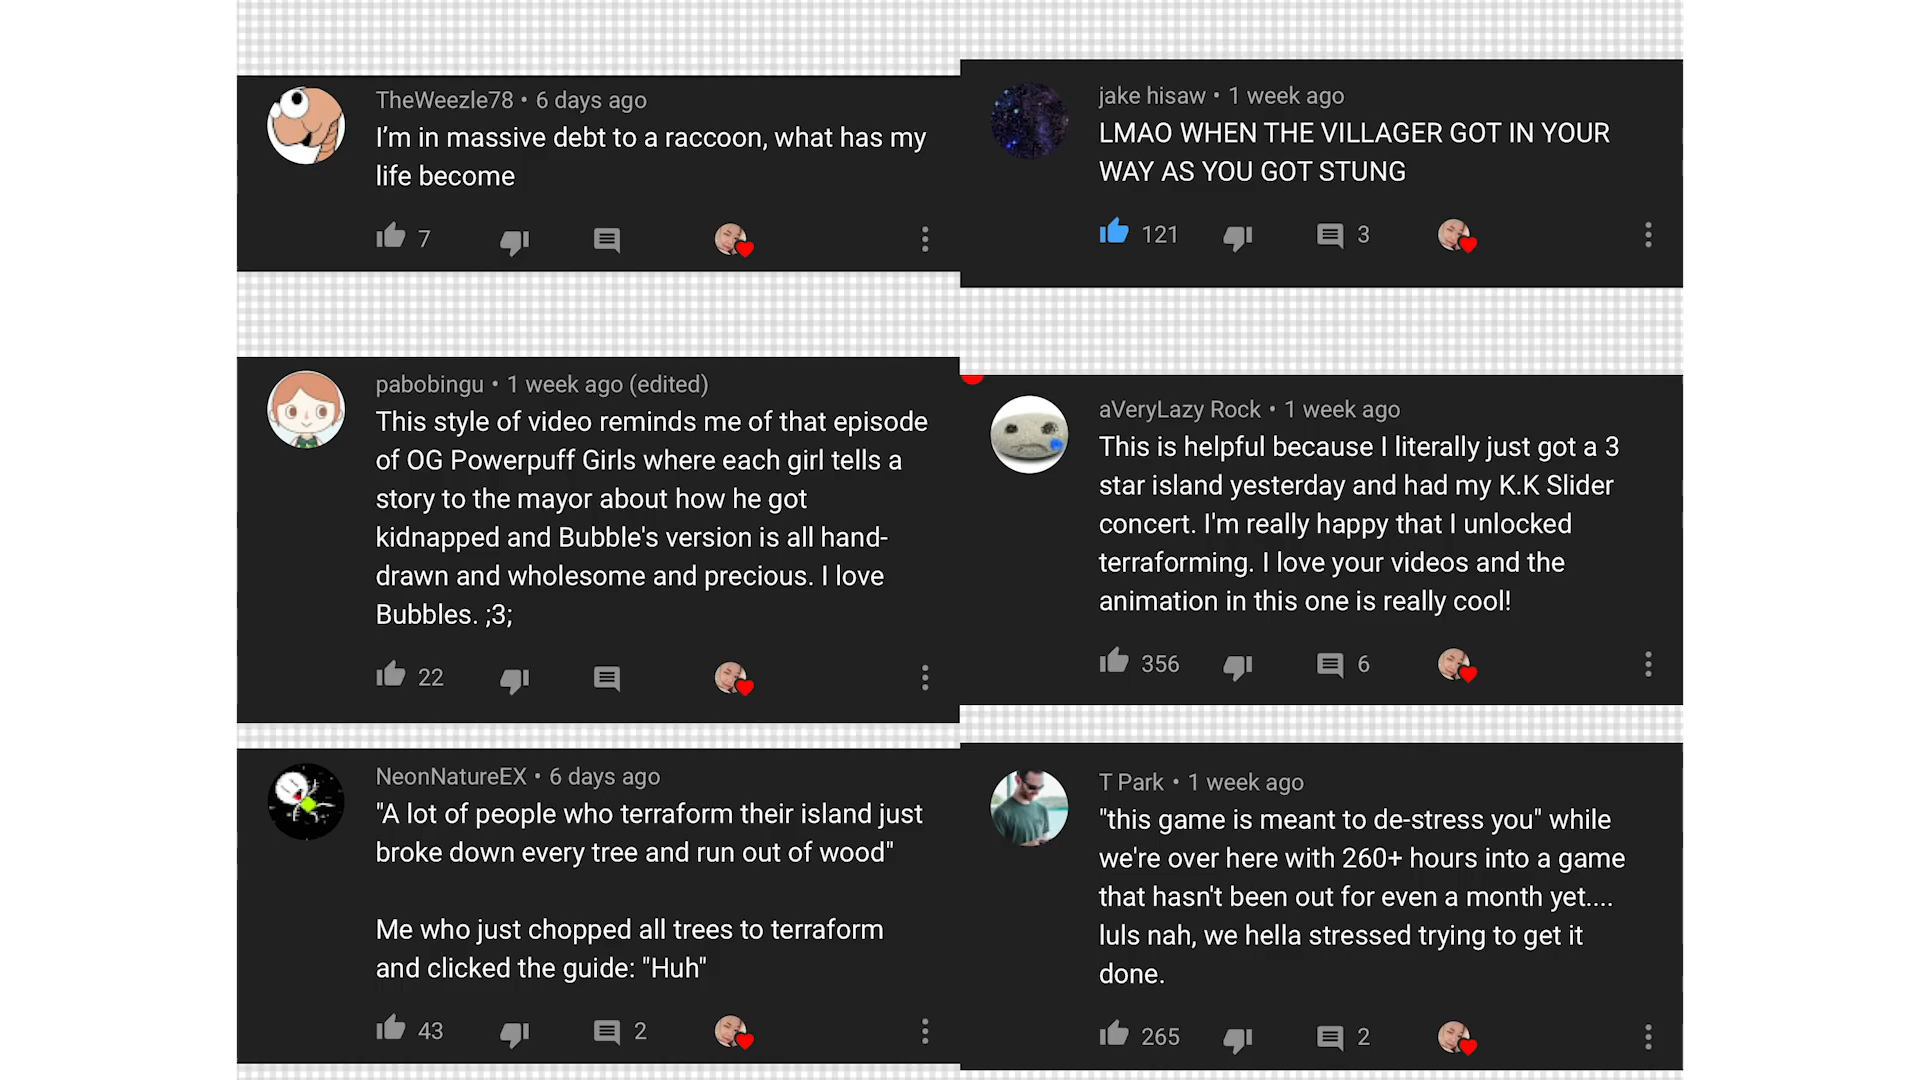 TheWeezle78 • 6 days ago
I’m in massive debt to a raccoon, what has my
life become
7
pabobingu • 1 week ago (edited)
This style of video reminds me of that episode
of OG Powerpuff Girls where each girl tells a
story to the mayor about how he got
kidnapped and Bubble's version is all hand-
drawn and wholesome and precious. I love
Bubbles. ;3;
22
NeonNatureEX • 6 days ago
"A lot of people who terraform their island just
broke down every tree and run out of wood"
Me who just chopped all trees to terraform
and clicked the guide: "Huh"
43 2
jake hisaw • 1 week ago
LMAO WHEN THE VILLAGER GOT IN YOUR
WAY AS YOU GOT STUNG
121 3
aVeryLazy Rock • 1 week ago
This is helpful because I literally just got a 3
star island yesterday and had my K.K Slider
concert. I'm really happy that I unlocked
terraforming. I love your videos and the
animation in this one is really cool!
356 6
T Park • 1 week ago
"this game is meant to de-stress you" while
we're over here with 260+ hours into a game
that hasn't been out for even a month yet....
luls nah, we hella stressed trying to get it
done.
265 2